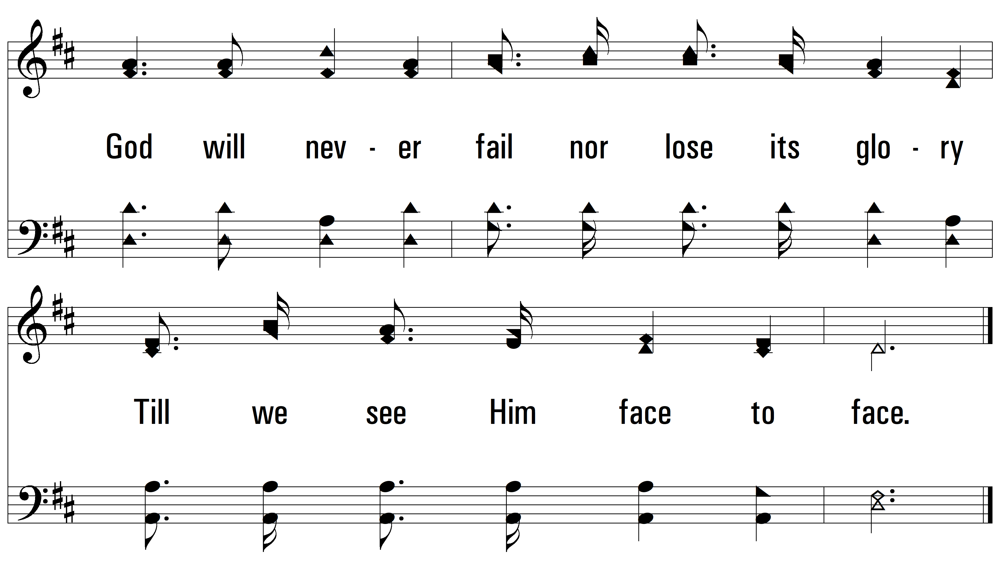 God will nev - er fail nor lose its glo - ry
Till we see Him face to face.